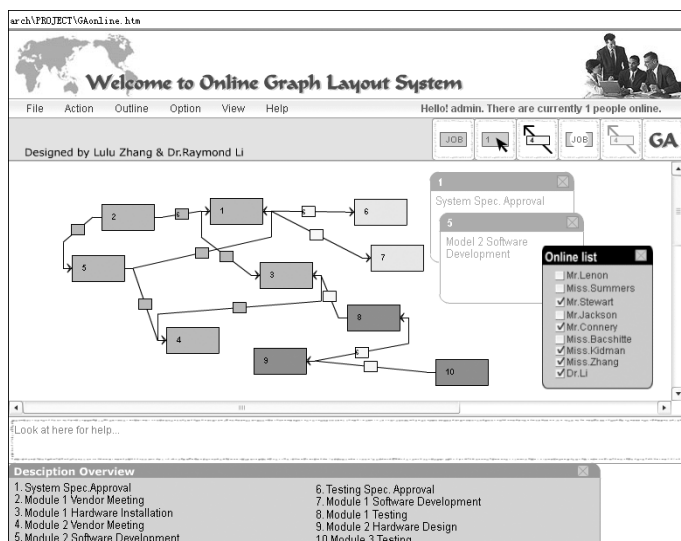 arch\PROJECT\GAonline.htm
Welcome to Online Graph Layout System
File Action Outline Option View Help Hello! admin. There are currently 1 people online.
Designed by Lulu Zhang & Dr.Raymond Li
JOB 1 4 JOB 4 GA
1
System Spec. Approval
5
Model 2 Software
Development
Online list
Mr.Lenon
Miss.Summers
Mr.Stewart
Mr.Jackson
Mr.Connery
Miss.Bacshitte
Miss.Kidman
Miss.Zhang
Dr.Li
2
1
6
7
5
3
8
4
9
10
Look at here for help...
Desciption Overview
1. System Spec.Approval
2. Module 1 Vendor Meeting
3. Module 1 Hardware Installation
4. Module 2 Vendor Meeting
5. Module 2 Software Development
6. Testing Spec. Approval
7. Module 1 Software Development
8. Module 1 Testing
9. Module 2 Hardware Design
10.Module 3 Testing